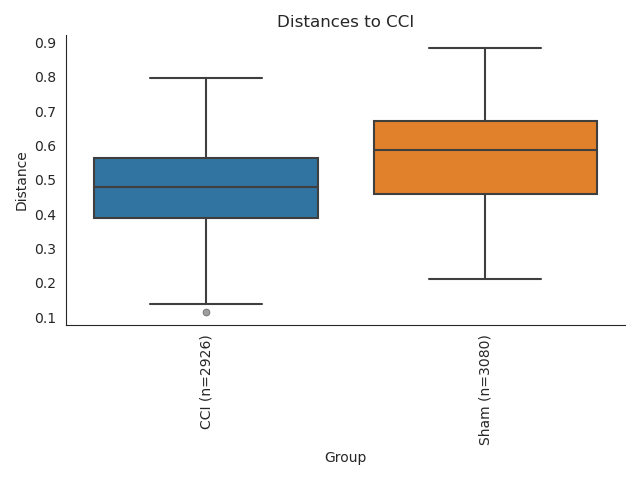 Distances to CCI
0.9
0.8
0.7
0.6
0.5
0.4
0.3
0.2
0.1
Distance
CCI (n=2926)
Sham (n=3080)
Group